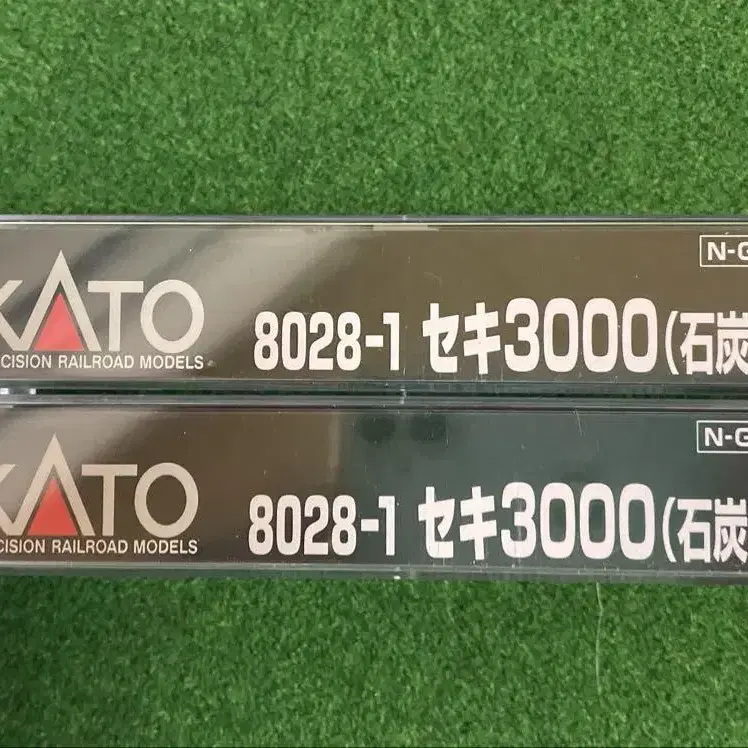 N-G
KATO
8028-1 セキ3000(石炭
CISION RAILROAD MODELS
N-G
KATO
8028-1 セキ3000(石炭
CISION RAILROAD MODELS